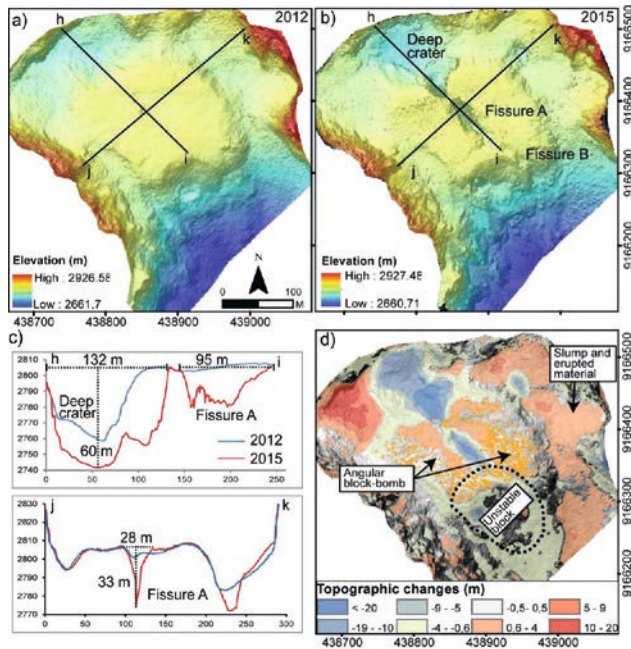 a)
2012
h
k
j
i
Elevation (m)
High : 2926.58
Low : 2661,7
N
0
100
M
438700
438800
438900
439000
b)
2015
h
Deep
crater
k
Fissure A
Fissure B
j
i
Elevation (m)
High : 2927.48
Low : 2660,71
9166500
9166400
9166300
9166200
c)
h
132 m
95 m
i
2810
2800
2790
2780
2770
2760
2750
2740
Deep
crater
60 m
Fissure A
2012
2015
0
50
100
150
200
250
j
k
2830
2820
2810
2800
2790
2780
2770
28 m
33 m
Fissure A
0
50
100
150
200
250
300
d)
Slump and
erupted
material
Angular
block-bomb
Unstable
block
9166500
9166400
9166300
9166200
Topographic changes (m)
< -20
-9 - -5
-0,5- 0,5
5 - 9
-19 - -10
-4 - -0,6
0.6 - 4
10 - 20
438700
438800
438900
439000